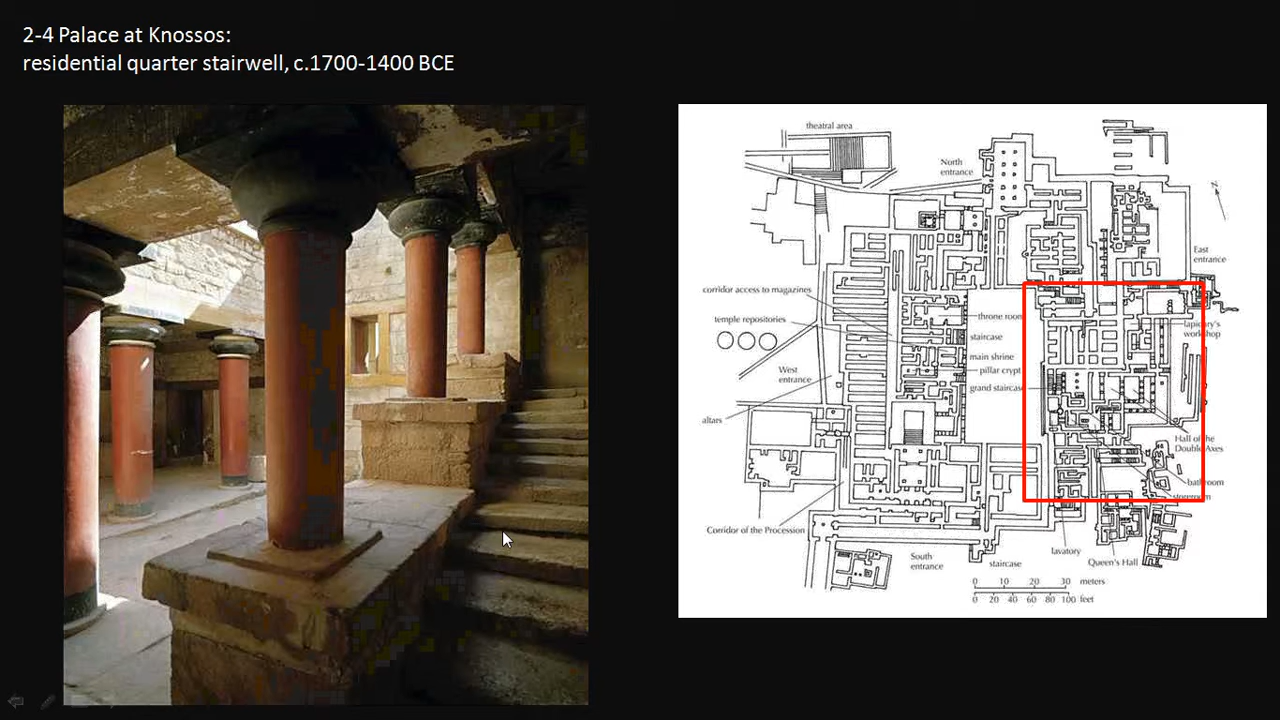 2-4 Palace at Knossos:
residential quarter stairwell, c.1700-1400 BCE
theatral area
North
entrance
N
East
entrance
corridor access to magazines
throne room
temple repositories
lapidary's
workshop
staircase
main shrine
West
entrance
pillar crypt
grand staircase
altars
Hall of the
Double Axes
bathroom
storeroom
Corridor of the Procession
lavatory
South
entrance
staircase
Queen's Hall
0 10 20 30 meters
0 20 40 60 80 100 feet